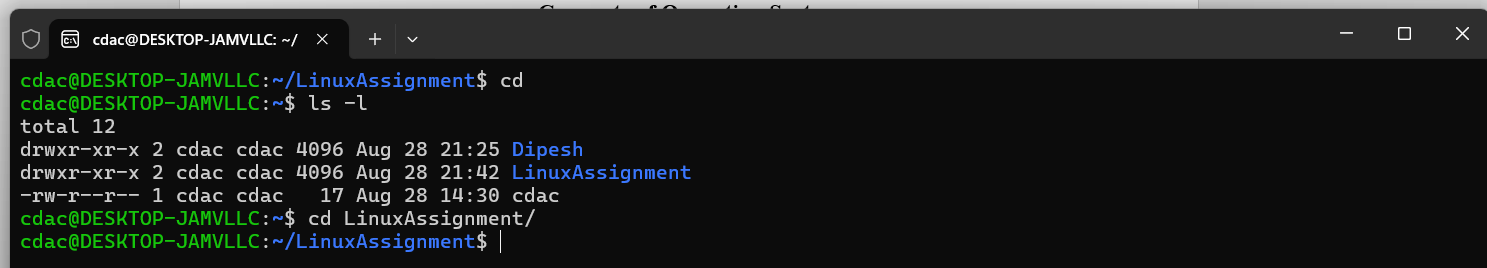 cdac@DESKTOP-JAMVLLC: ~/
cdac@DESKTOP-JAMVLLC:~/LinuxAssignment$ cd
cdac@DESKTOP-JAMVLLC:~$ ls -l
total 12
drwxr-xr-x 2 cdac cdac 4096 Aug 28 21:25 Dipesh
drwxr-xr-x 2 cdac cdac 4096 Aug 28 21:42 LinuxAssignment
-rw-r--r-- 1 cdac cdac   17 Aug 28 14:30 cdac
cdac@DESKTOP-JAMVLLC:~$ cd LinuxAssignment/
cdac@DESKTOP-JAMVLLC:~/LinuxAssignment$